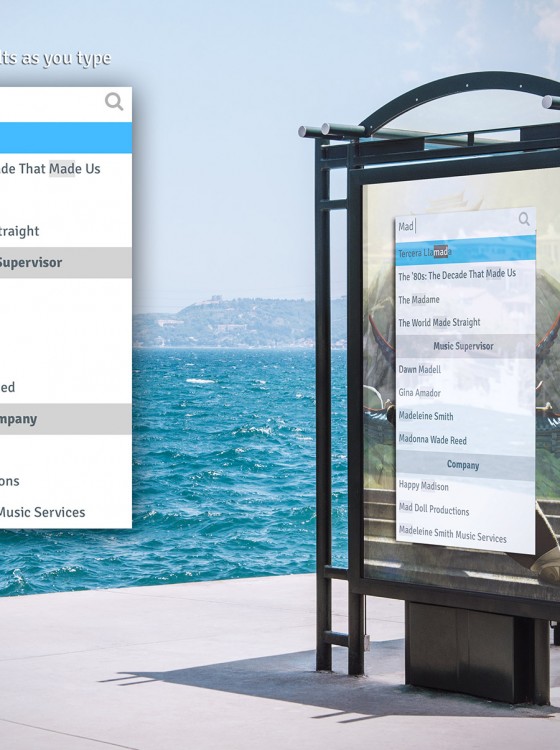 lts as you type
de That Made Us
traight
Supervisor
ed
mpany
ons
Music Services
Mad
Tercera Llamada
The '80s: The Decade That Made Us
The Madame
The World Made Straight
Music Supervisor
Dawn Madell
Gina Amador
Madeleine Smith
Madonna Wade Reed
Company
Happy Madison
Mad Doll Productions
Madeleine Smith Music Services